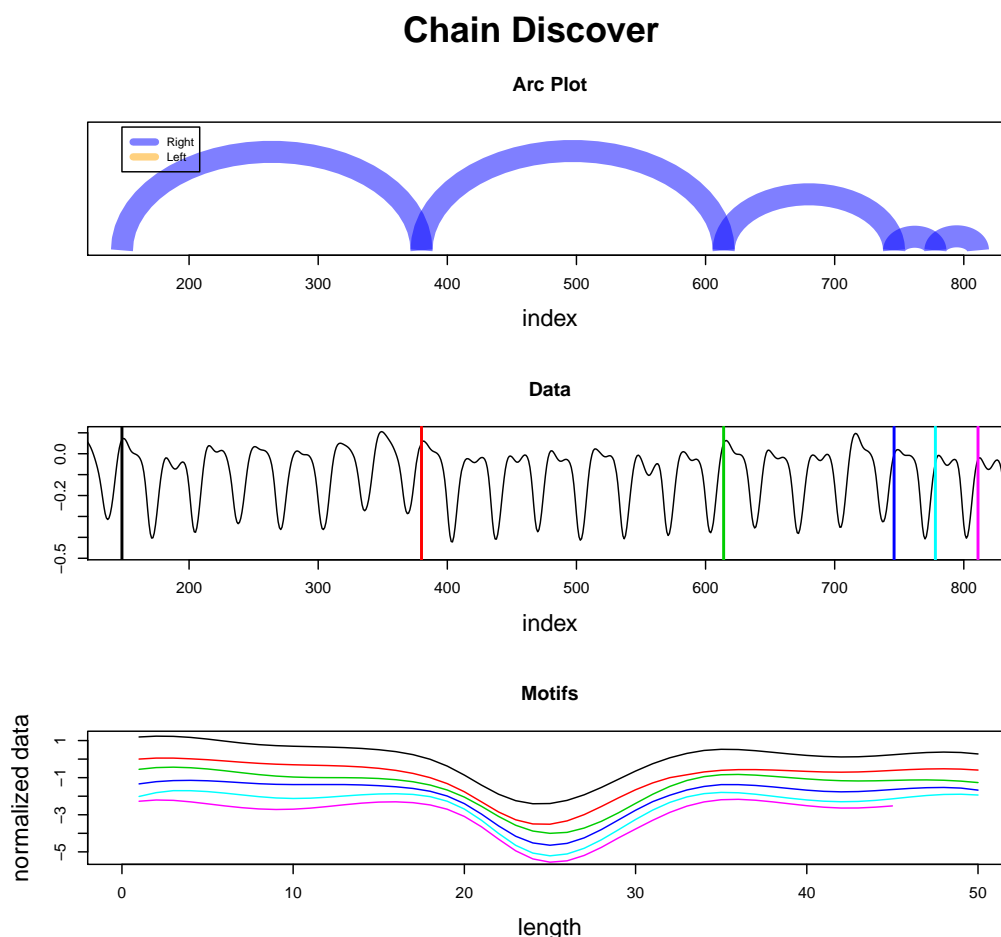 Chain Discover
Arc Plot
Right
Left
200 300 400 500 600 700 800
index
Data
0.0
−0.2
−0.5
200 300 400 500 600 700 800
index
Motifs
normalized data
1
−1
−3
−5
0 10 20 30 40 50
length